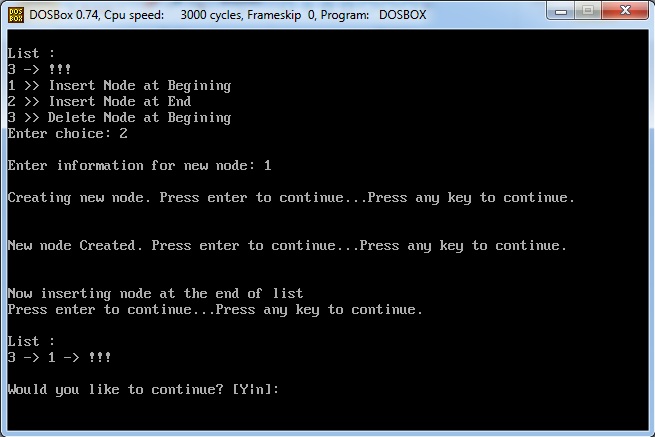 DOSBox 0.74, Cpu speed: 3000 cycles, Frameskip 0, Program: DOSBOX
List :
3 -> !!!
1 >> Insert Node at Begining
2 >> Insert Node at End
3 >> Delete Node at Begining
Enter choice: 2
Enter information for new node: 1
Creating new node. Press enter to continue...Press any key to continue.
New node Created. Press enter to continue...Press any key to continue.
Now inserting node at the end of list
Press enter to continue...Press any key to continue.
List :
3 -> 1 -> !!!
Would you like to continue? [Y|n]: